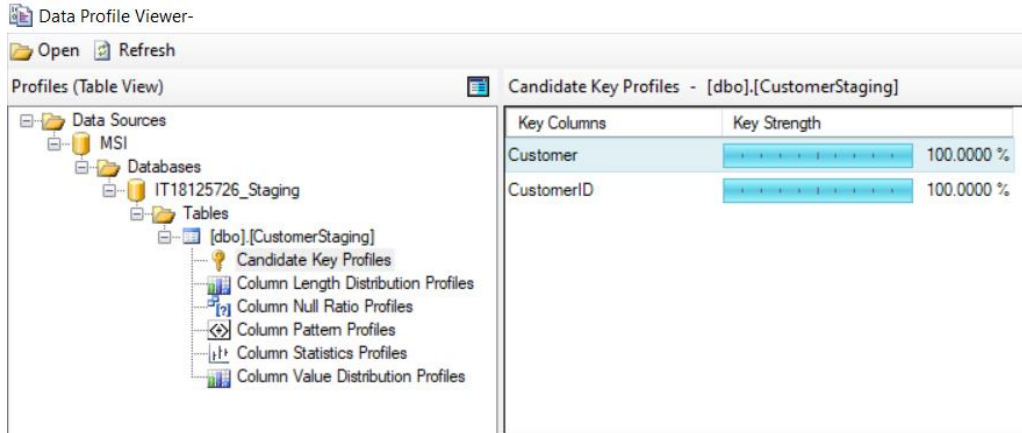 Data Profile Viewer-
Open Refresh
Profiles (Table View)
Data Sources
MSI
Databases
IT18125726_Staging
Tables
[dbo].[CustomerStaging]
Candidate Key Profiles
Column Length Distribution Profiles
Column Null Ratio Profiles
Column Pattern Profiles
Column Statistics Profiles
Column Value Distribution Profiles
Candidate Key Profiles - [dbo].[CustomerStaging]
Key Columns Key Strength
Customer 100.0000 %
CustomerID 100.0000 %